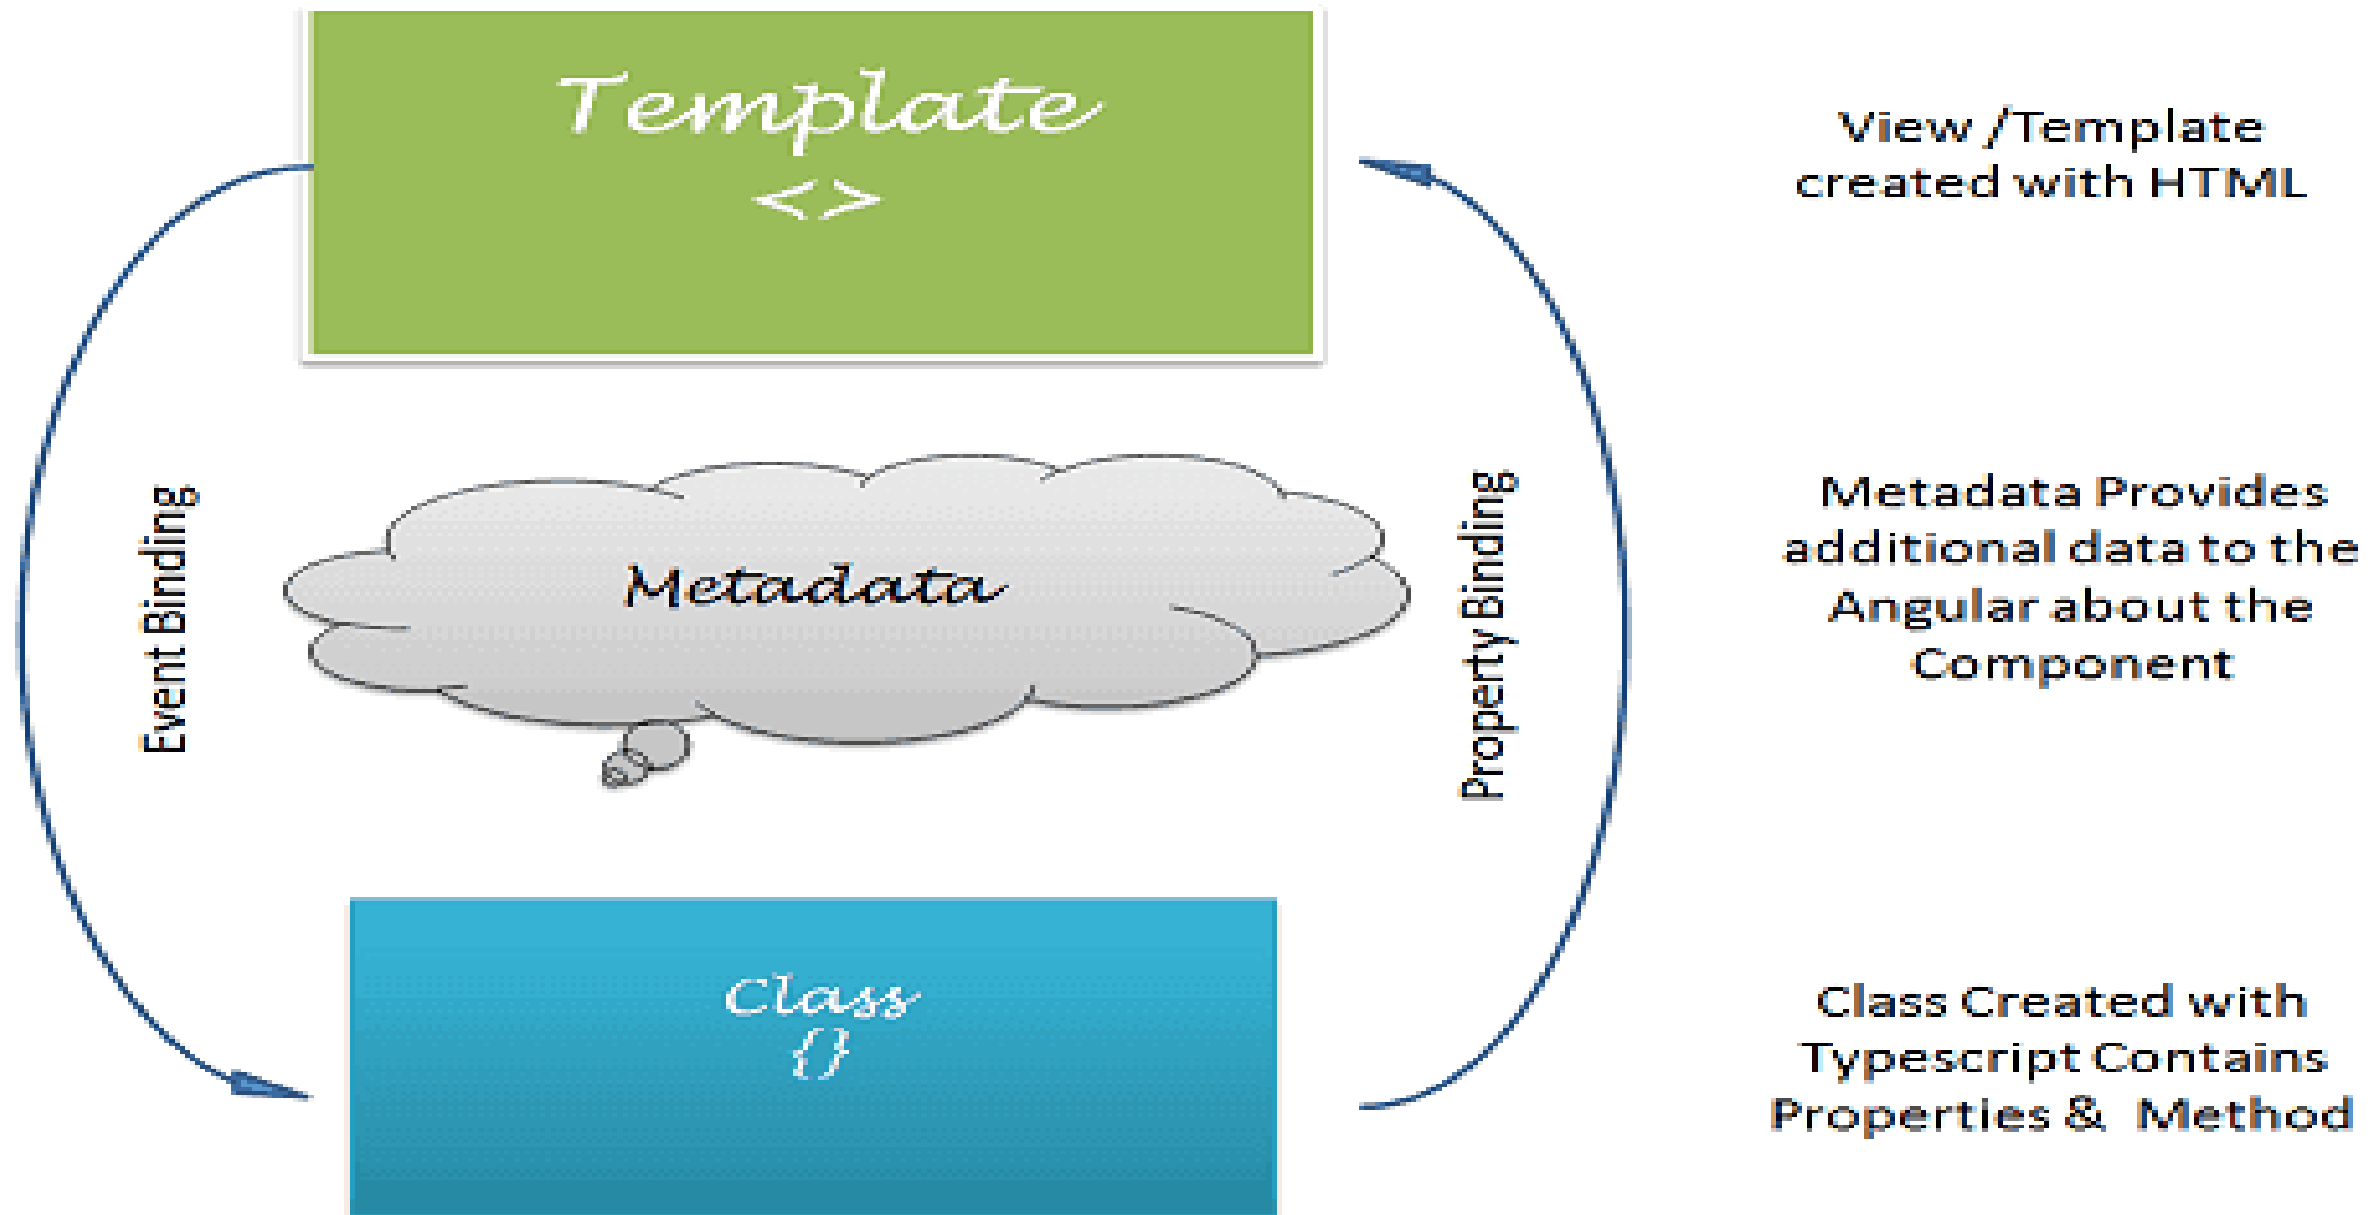 Template
<>
View /Template
created with HTML
Event Binding
Metadata
Property Binding
Metadata Provides
additional data to the
Angular about the
Component
Class
{}
Class Created with
Typescript Contains
Properties & Method